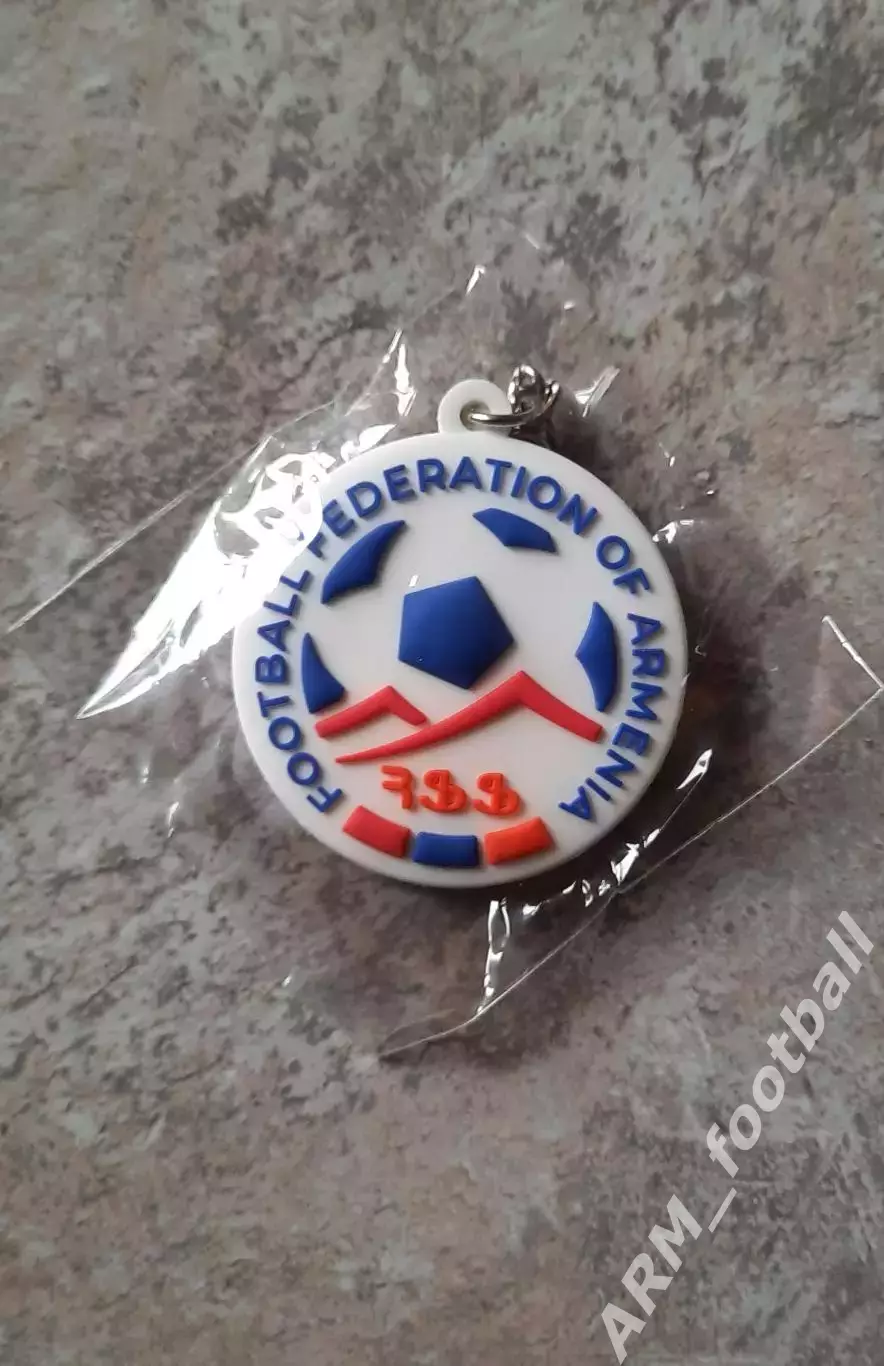 FOOTBALL FEDERATION OF ARMENIA
ՀՖՖ
ARM_football